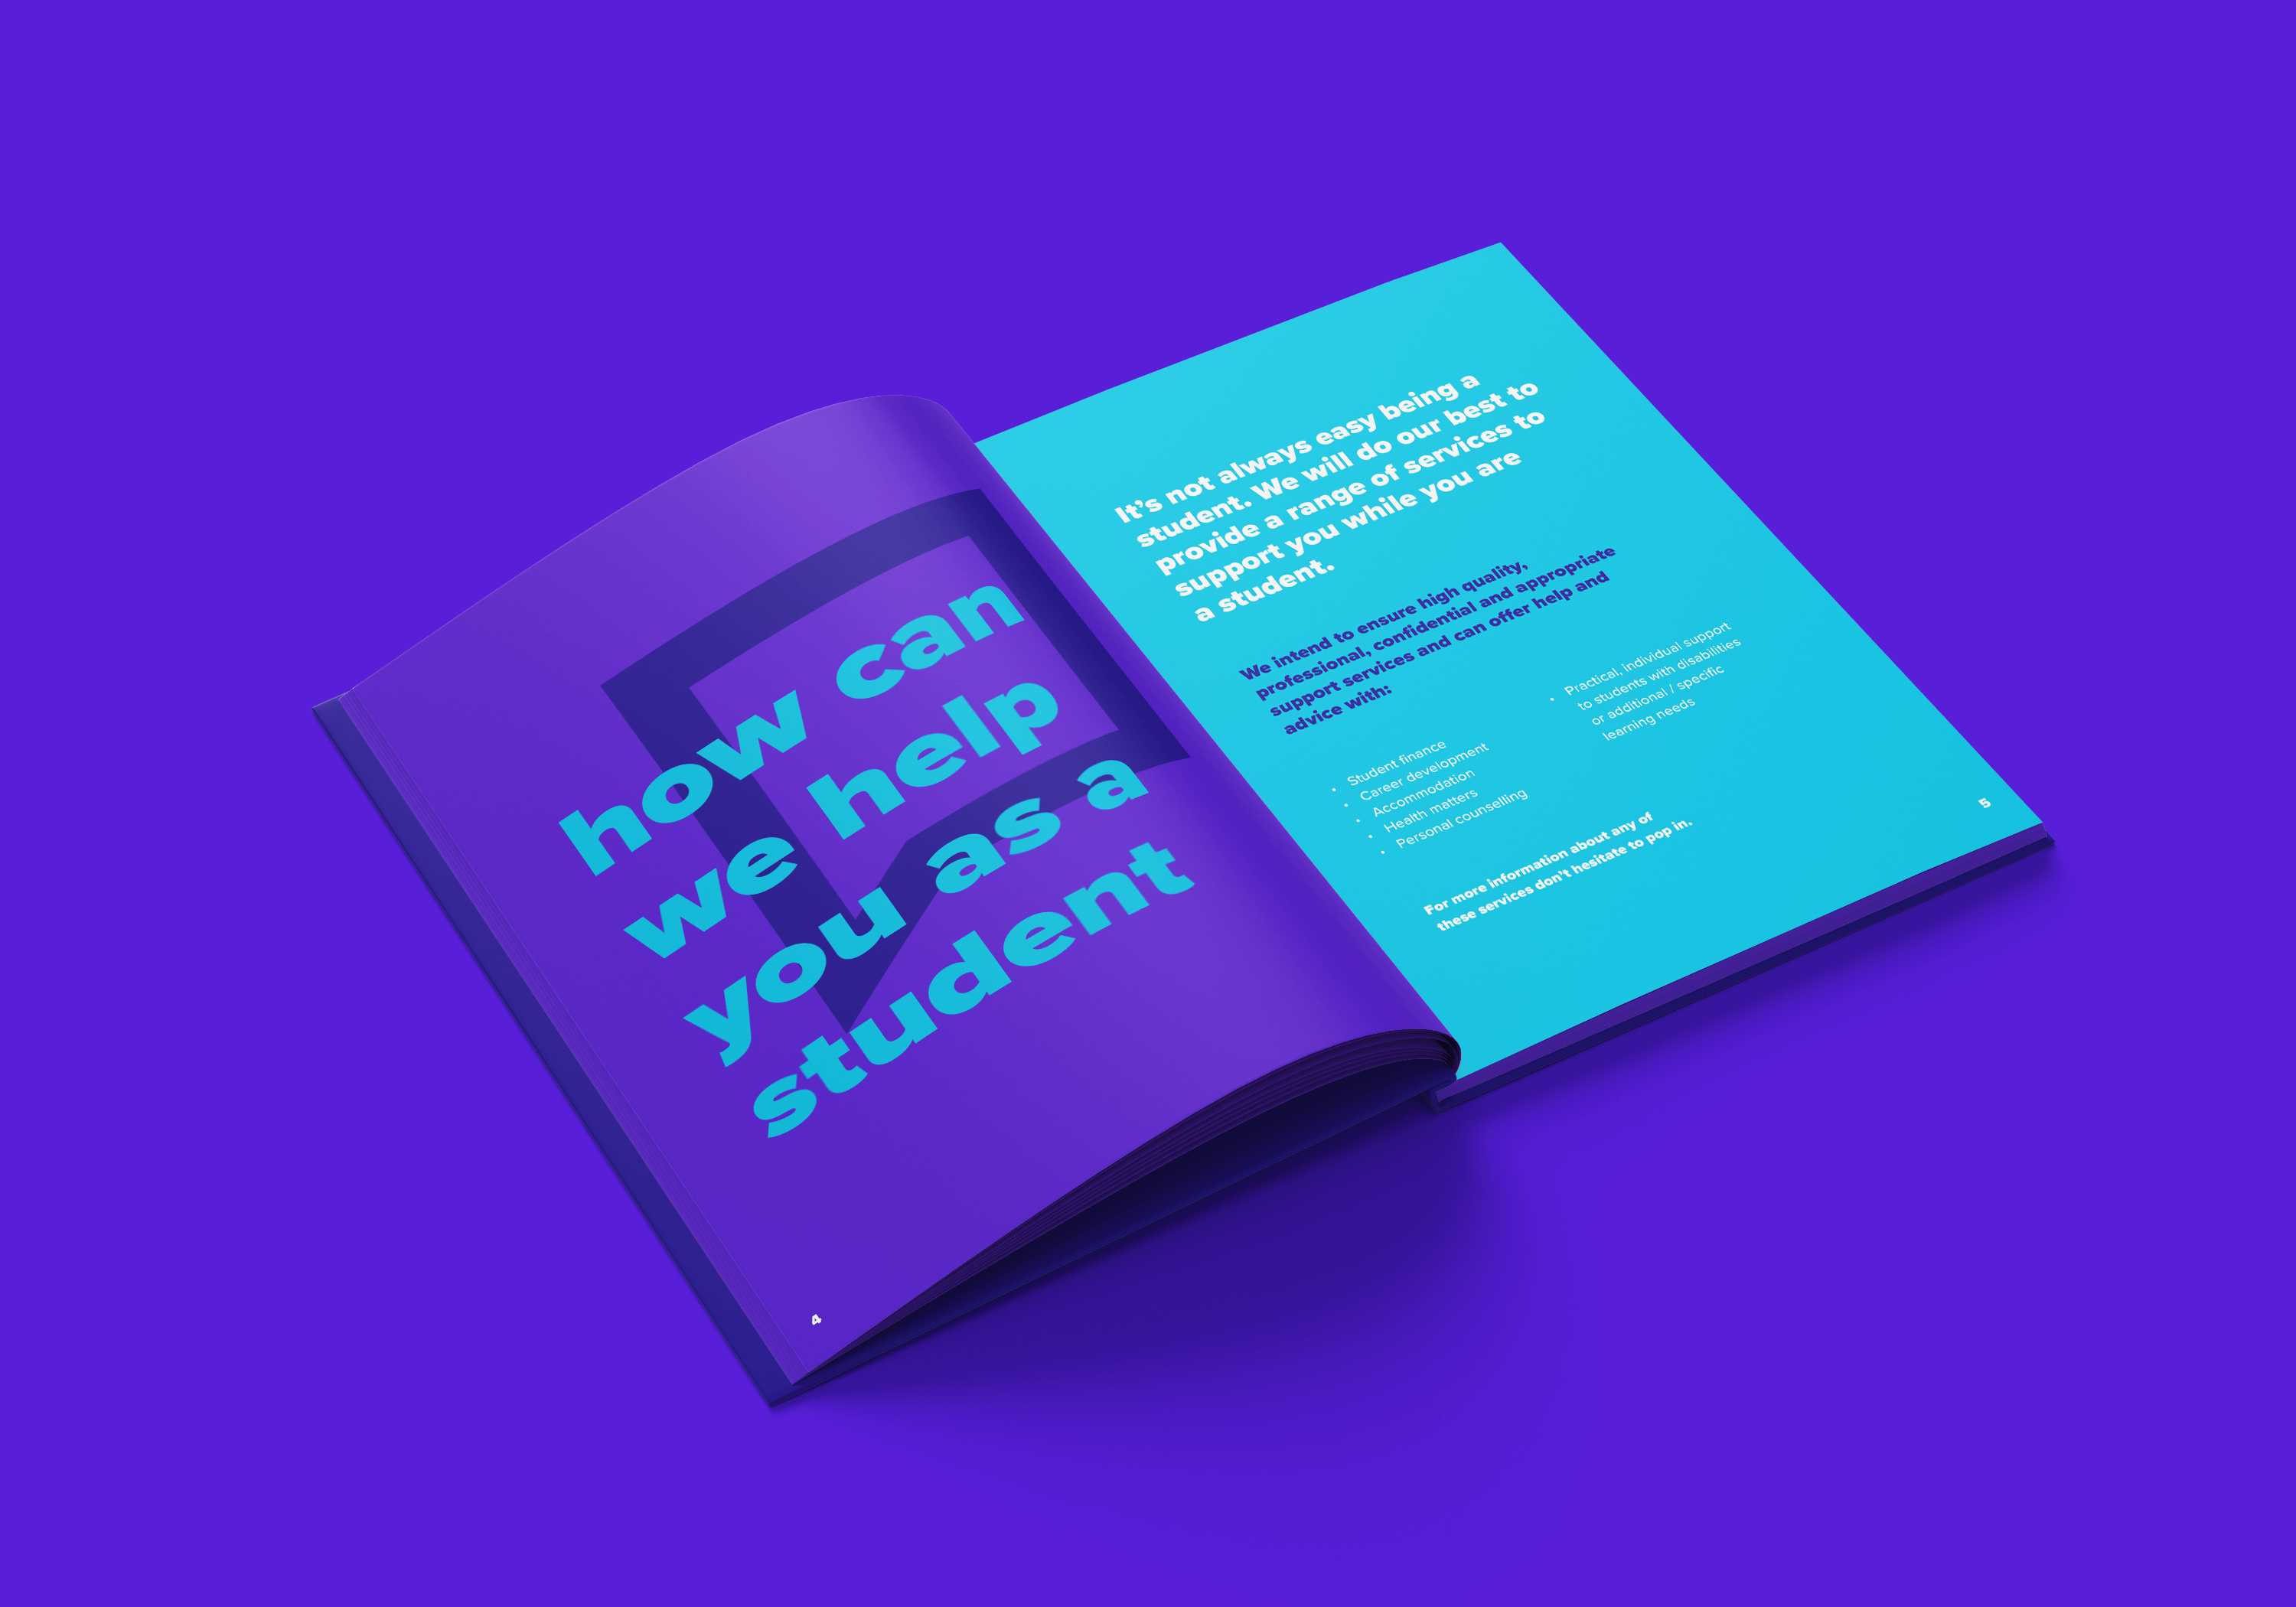 how can
we help
you as a
student
4
It's not always easy being a
student. We will do our best to
provide a range of services to
support you while you are
a student.
We intend to ensure high quality,
professional, confidential and appropriate
support services and can offer help and
advice with:
• Student finance
• Career development
• Accommodation
• Health matters
• Personal counselling
• Practical, individual support
to students with disabilities
or additional / specific
learning needs
For more information about any of
these services don't hesitate to pop in.
5